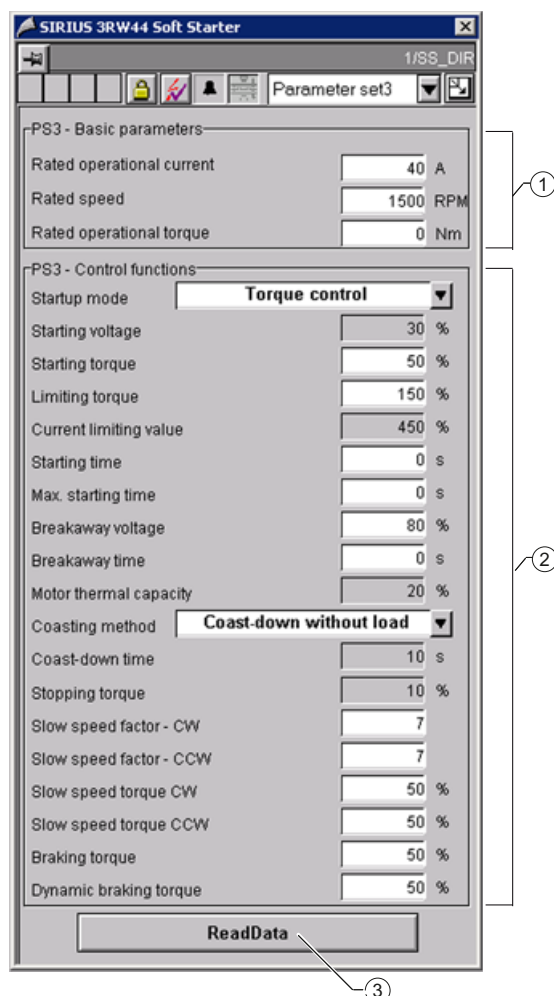 SIRIUS 3RW44 Soft Starter
1/SS_DIR
Parameter set3
PS3 - Basic parameters
Rated operational current 40 A
Rated speed 1500 RPM
Rated operational torque 0 Nm
1
PS3 - Control functions
Startup mode Torque control
Starting voltage 30 %
Starting torque 50 %
Limiting torque 150 %
Current limiting value 450 %
Starting time 0 s
Max. starting time 0 s
Breakaway voltage 80 %
Breakaway time 0 s
Motor thermal capacity 20 %
Coasting method Coast-down without load
Coast-down time 10 s
Stopping torque 10 %
Slow speed factor - CW 7
Slow speed factor - CCW 7
Slow speed torque CW 50 %
Slow speed torque CCW 50 %
Braking torque 50 %
Dynamic braking torque 50 %
2
ReadData
3